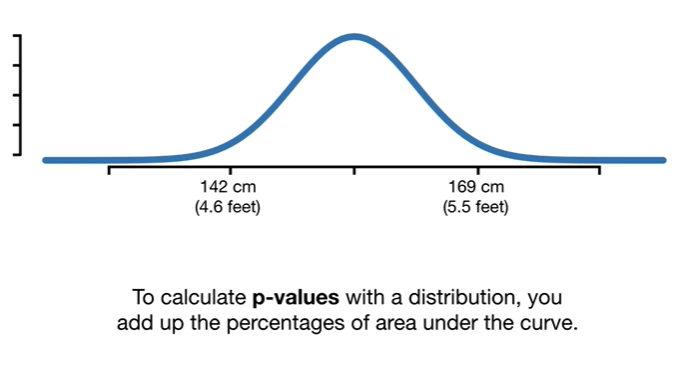 142 cm
(4.6 feet)
169 cm
(5.5 feet)
To calculate p-values with a distribution, you
add up the percentages of area under the curve.